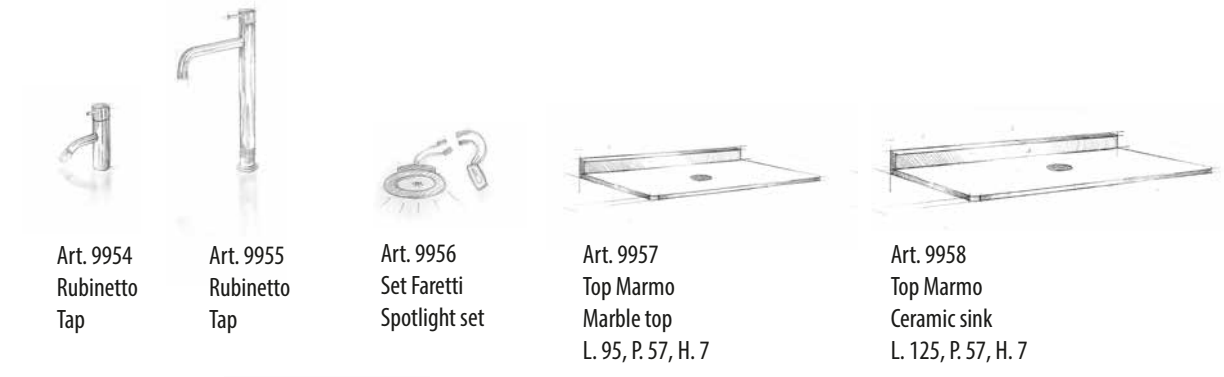 Art. 9954
Rubinetto
Tap
Art. 9955
Rubinetto
Tap
Art. 9956
Set Faretti
Spotlight set
Art. 9957
Top Marmo
Marble top
L. 95, P. 57, H. 7
Art. 9958
Top Marmo
Ceramic sink
L. 125, P. 57, H. 7